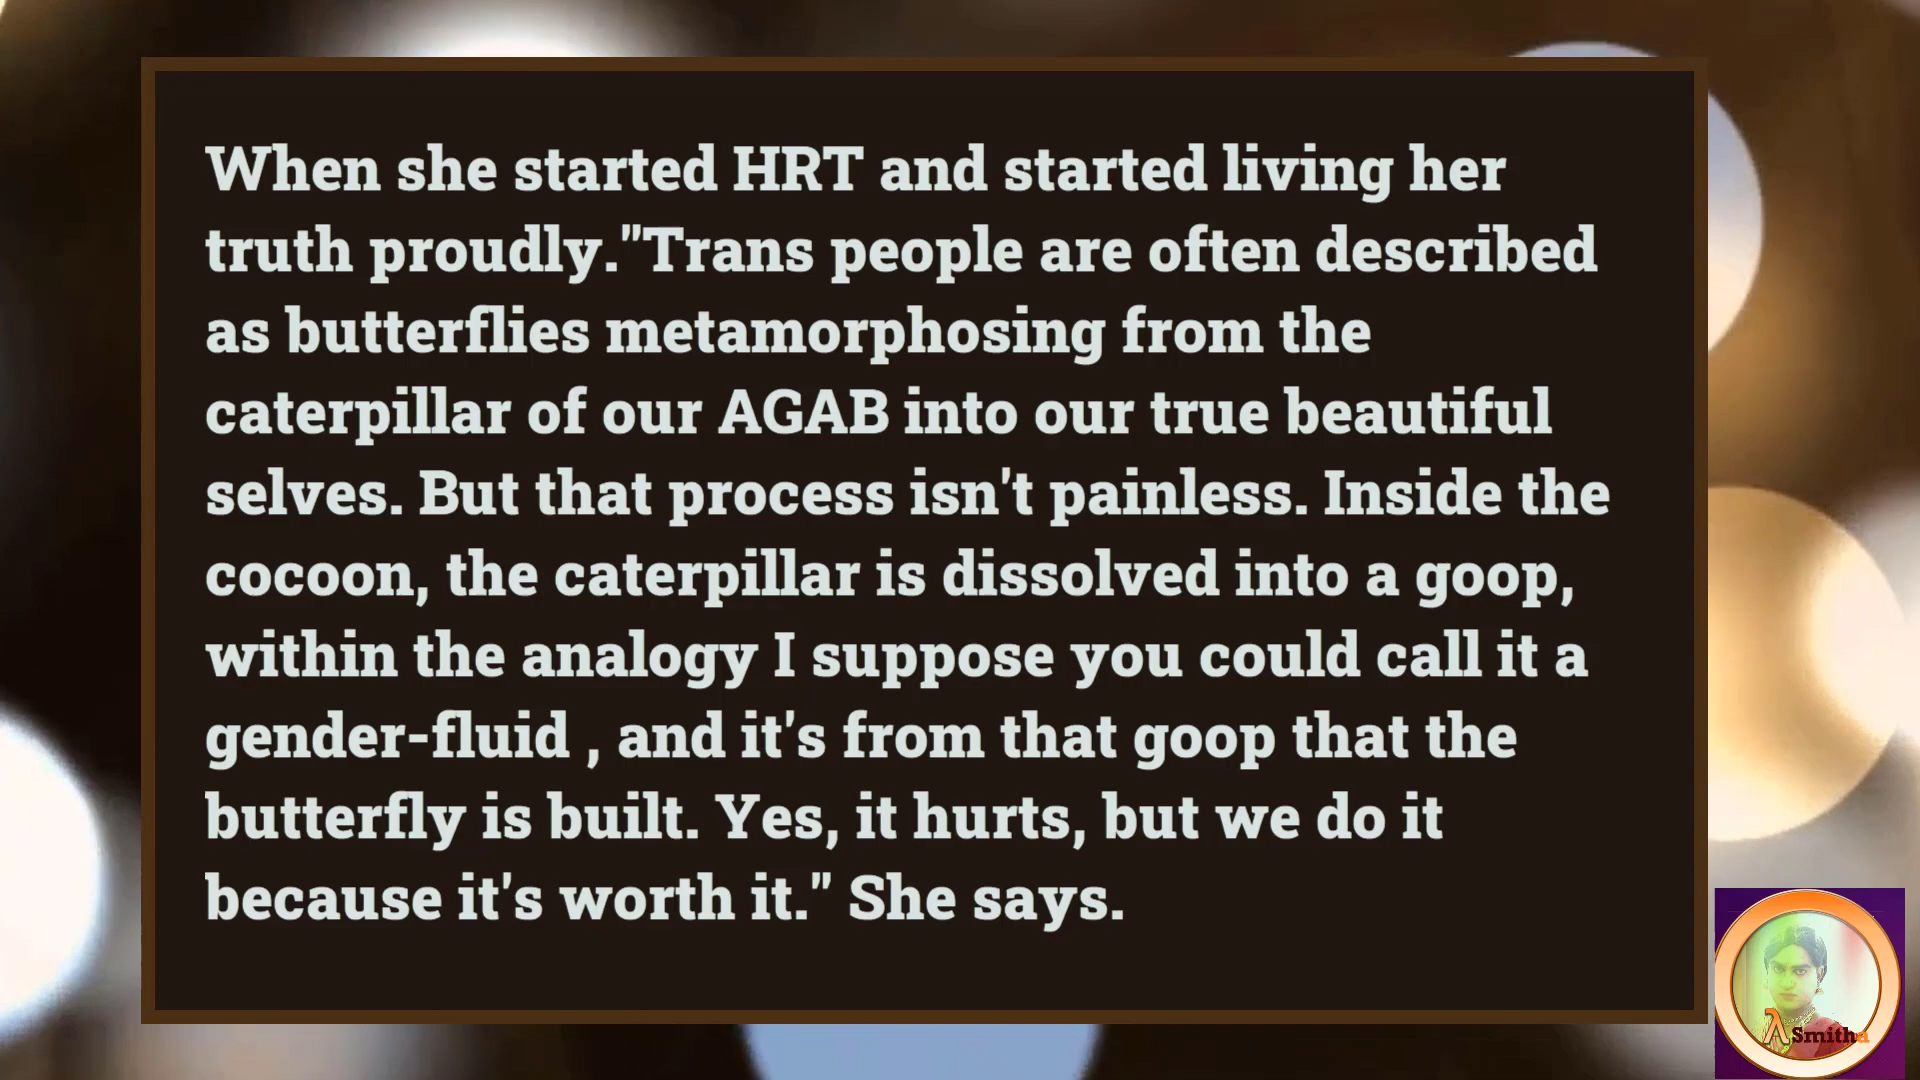 When she started HRT and started living her
truth proudly."Trans people are often described
as butterflies metamorphosing from the
caterpillar of our AGAB into our true beautiful
selves. But that process isn't painless. Inside the
cocoon, the caterpillar is dissolved into a goop,
within the analogy I suppose you could call it a
gender-fluid , and it's from that goop that the
butterfly is built. Yes, it hurts, but we do it
because it's worth it." She says.
λ Smitha